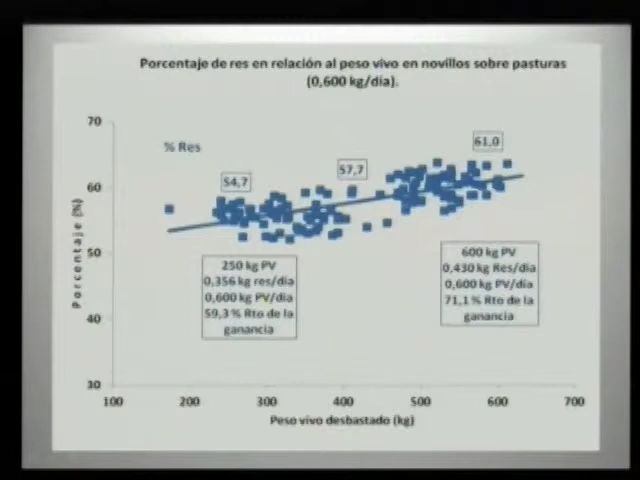 Porcentaje de res en relación al peso vivo en novillos sobre pasturas
(0,600 kg/día).
70
% Res
61,0
57,7
54,7
60
Porcentaje (%)
50
250 kg PV
0,356 kg res/día
0,600 kg PV/día
59,3 % Rto de la
ganancia
600 kg PV
0,430 kg Res/día
0,600 kg PV/día
71,1 % Rto de la
ganancia
40
30
100 200 300 400 500 600 700
Peso vivo desbastado (kg)